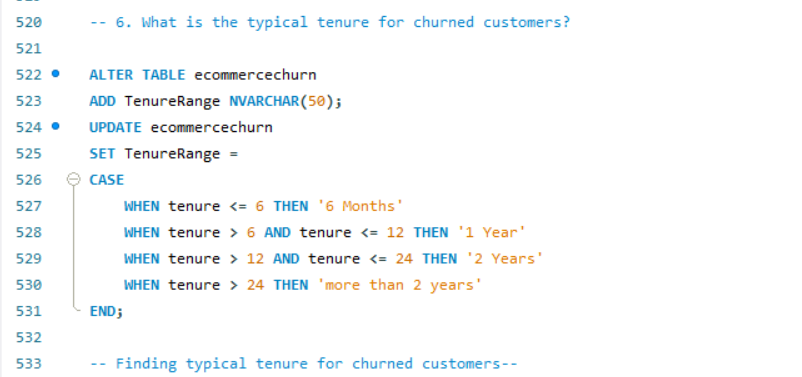 520 -- 6. What is the typical tenure for churned customers?
521
522 ALTER TABLE ecommercechurn
523 ADD TenureRange NVARCHAR(50);
524 UPDATE ecommercechurn
525 SET TenureRange =
526 CASE
527 WHEN tenure <= 6 THEN '6 Months'
528 WHEN tenure > 6 AND tenure <= 12 THEN '1 Year'
529 WHEN tenure > 12 AND tenure <= 24 THEN '2 Years'
530 WHEN tenure > 24 THEN 'more than 2 years'
531 END;
532
533 -- Finding typical tenure for churned customers--